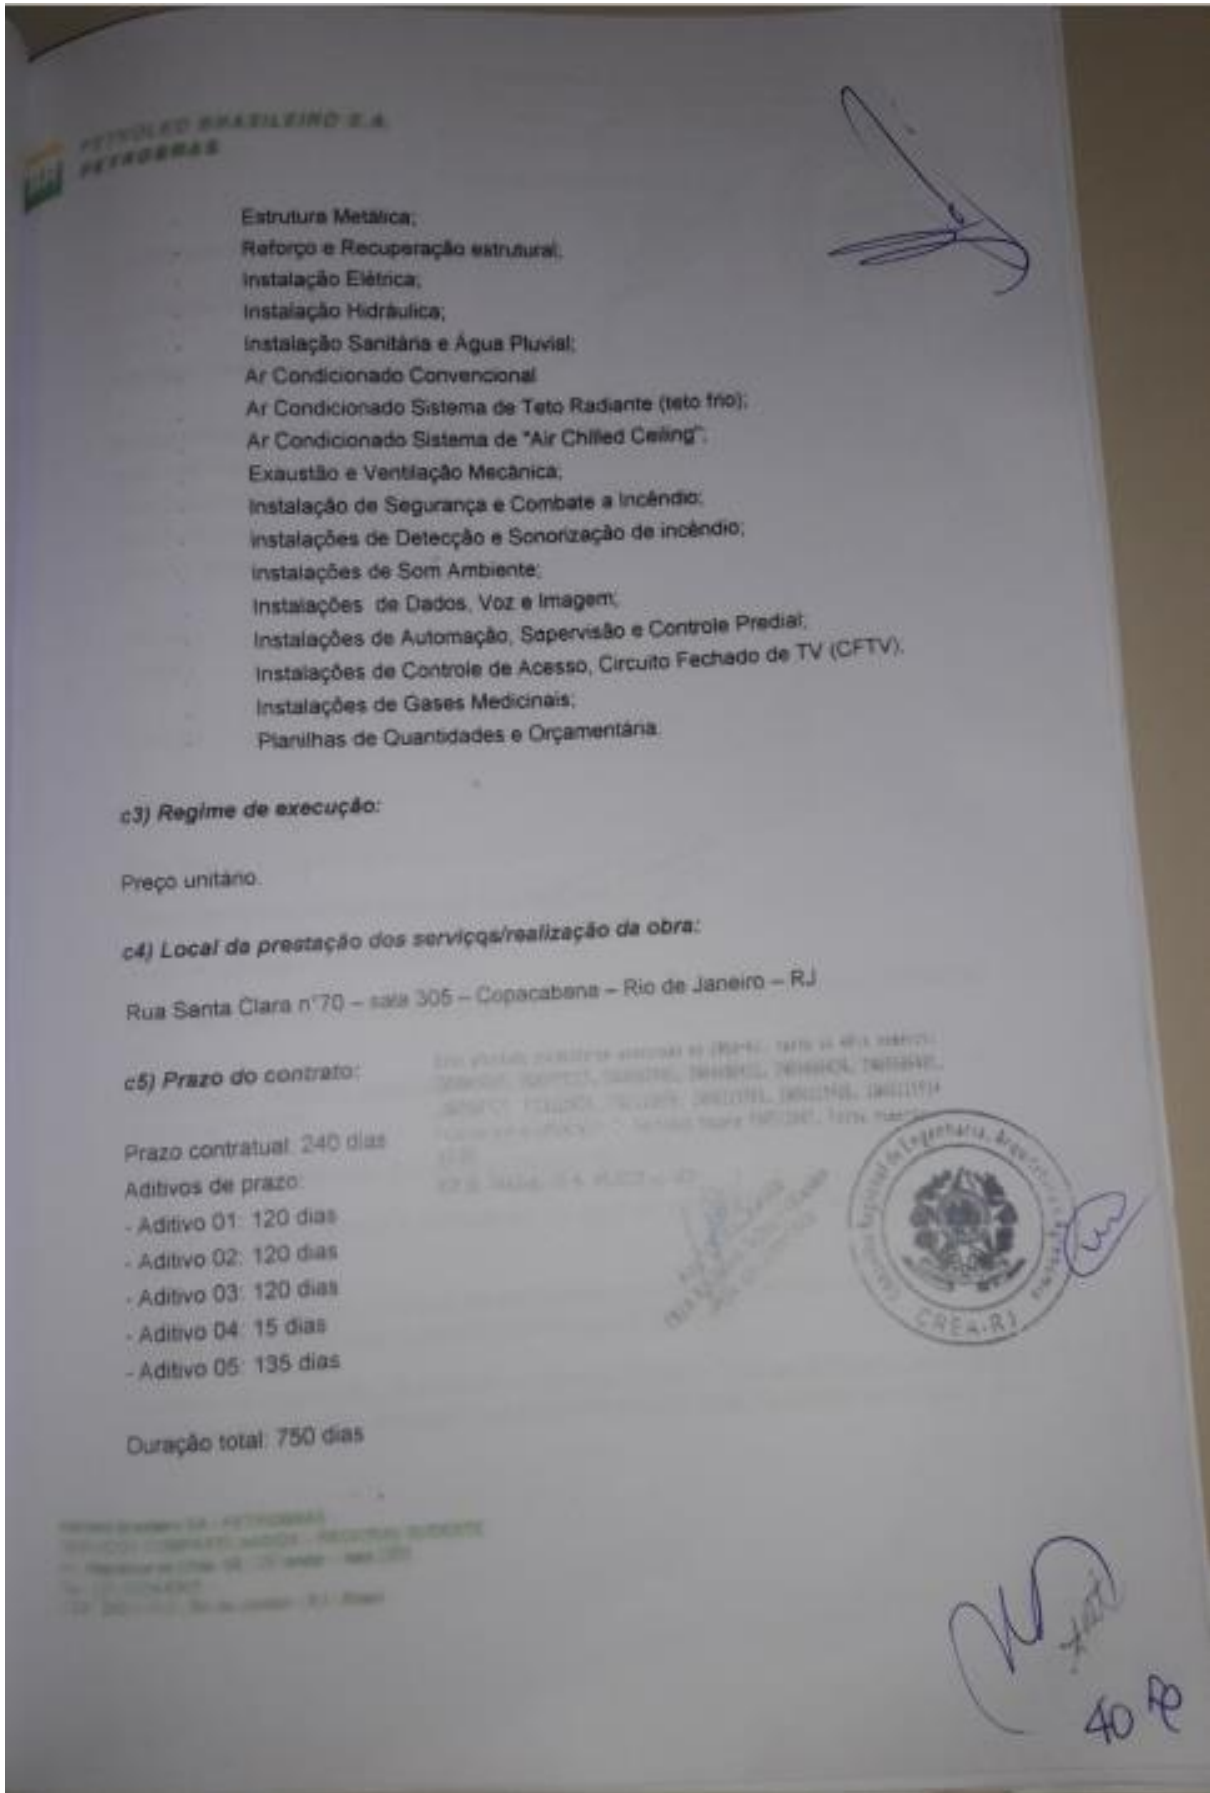 PETRÓLEO BRASILEIRO S.A.
PETROBRAS
Estrutura Metálica;
Reforço e Recuperação estrutural;
Instalação Elétrica;
Instalação Hidráulica;
Instalação Sanitária e Água Pluvial;
Ar Condicionado Convencional
Ar Condicionado Sistema de Teto Radiante (teto frio);
Ar Condicionado Sistema de "Air Chilled Ceiling";
Exaustão e Ventilação Mecânica;
Instalação de Segurança e Combate a Incêndio;
Instalações de Detecção e Sonorização de incêndio;
Instalações de Som Ambiente;
Instalações de Dados, Voz e Imagem;
Instalações de Automação, Supervisão e Controle Predial;
Instalações de Controle de Acesso, Circuito Fechado de TV (CFTV);
Instalações de Gases Medicinais;
Planilhas de Quantidades e Orçamentária.
c3) Regime de execução:
Preço unitário.
c4) Local da prestação dos serviços/realização da obra:
Rua Santa Clara n°70 – sala 305 – Copacabana – Rio de Janeiro – RJ
c5) Prazo do contrato:
Prazo contratual: 240 dias
Aditivos de prazo:
- Aditivo 01: 120 dias
- Aditivo 02: 120 dias
- Aditivo 03: 120 dias
- Aditivo 04: 15 dias
- Aditivo 05: 135 dias
Regional de Engenharia,
CREA-RJ
Duração total: 750 dias
40